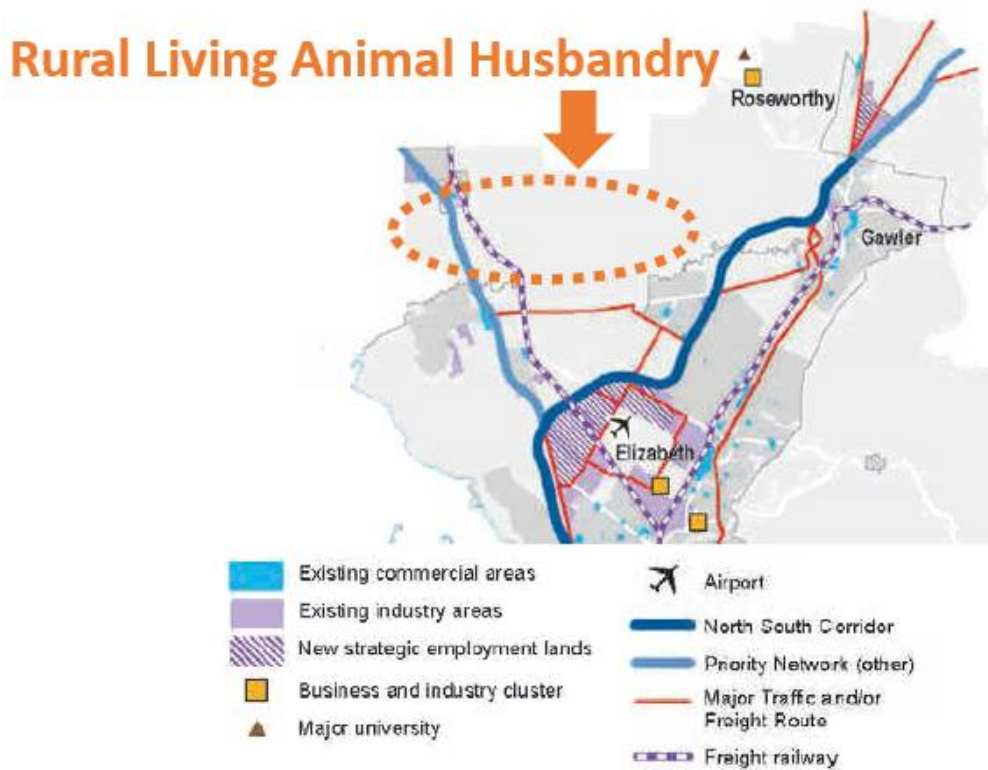 Rural Living Animal Husbandry
Roseworthy
Gawler
Elizabeth
Existing commercial areas
Existing industry areas
New strategic employment lands
Business and industry cluster
Major university
Airport
North South Corridor
Priority Network (other)
Major Traffic and/or
Freight Route
Freight railway